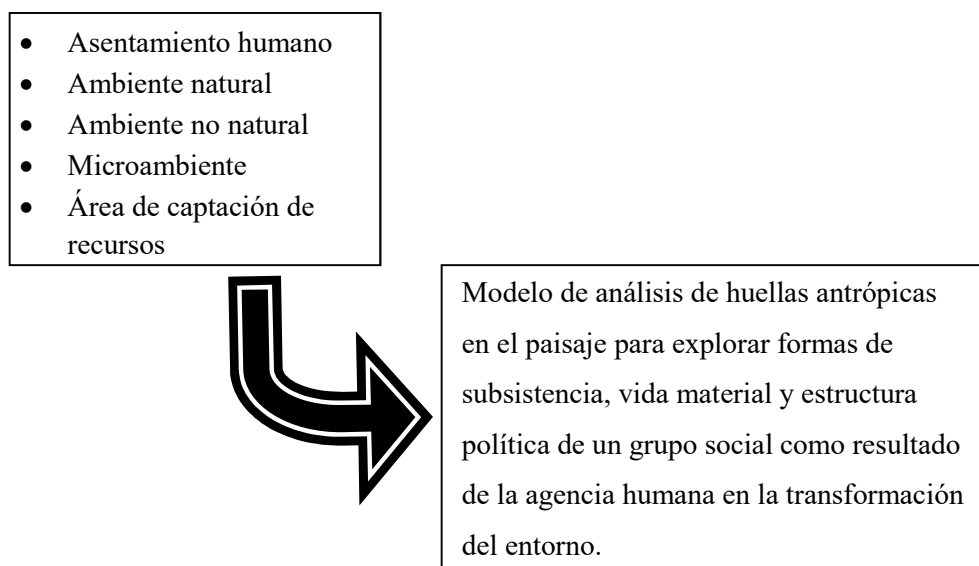 • Asentamiento humano
• Ambiente natural
• Ambiente no natural
• Microambiente
• Área de captación de
recursos
Modelo de análisis de huellas antrópicas
en el paisaje para explorar formas de
subsistencia, vida material y estructura
política de un grupo social como resultado
de la agencia humana en la transformación
del entorno.